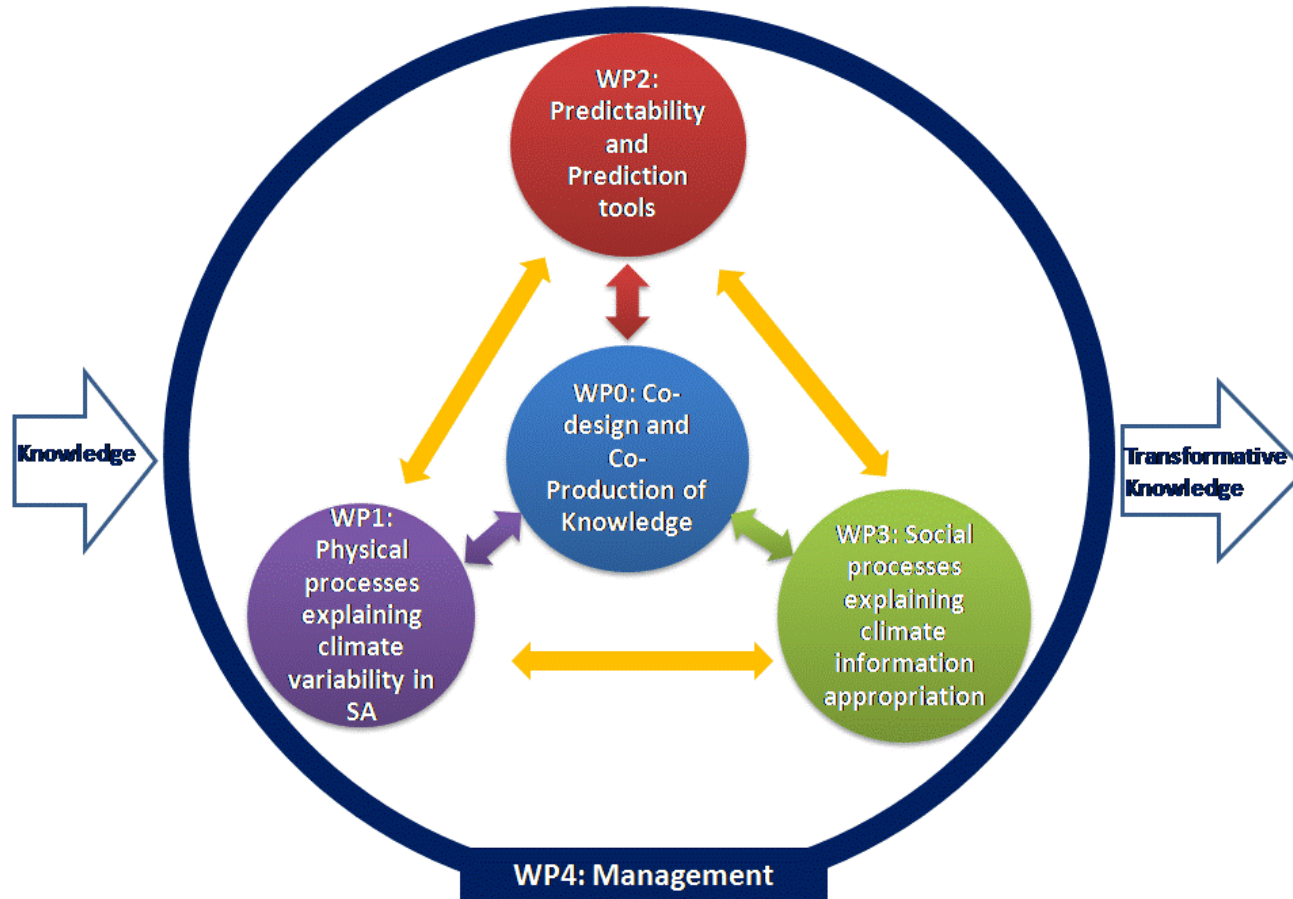 WP2:
Predictability
and
Prediction
tools
WP0: Co-
design and
Co-
Production of
Knowledge
Knowledge
Transformative
Knowledge
WP1:
Physical
processes
explaining
climate
variability in
SA
WP3: Social
processes
explaining
climate
information
appropriation
WP4: Management